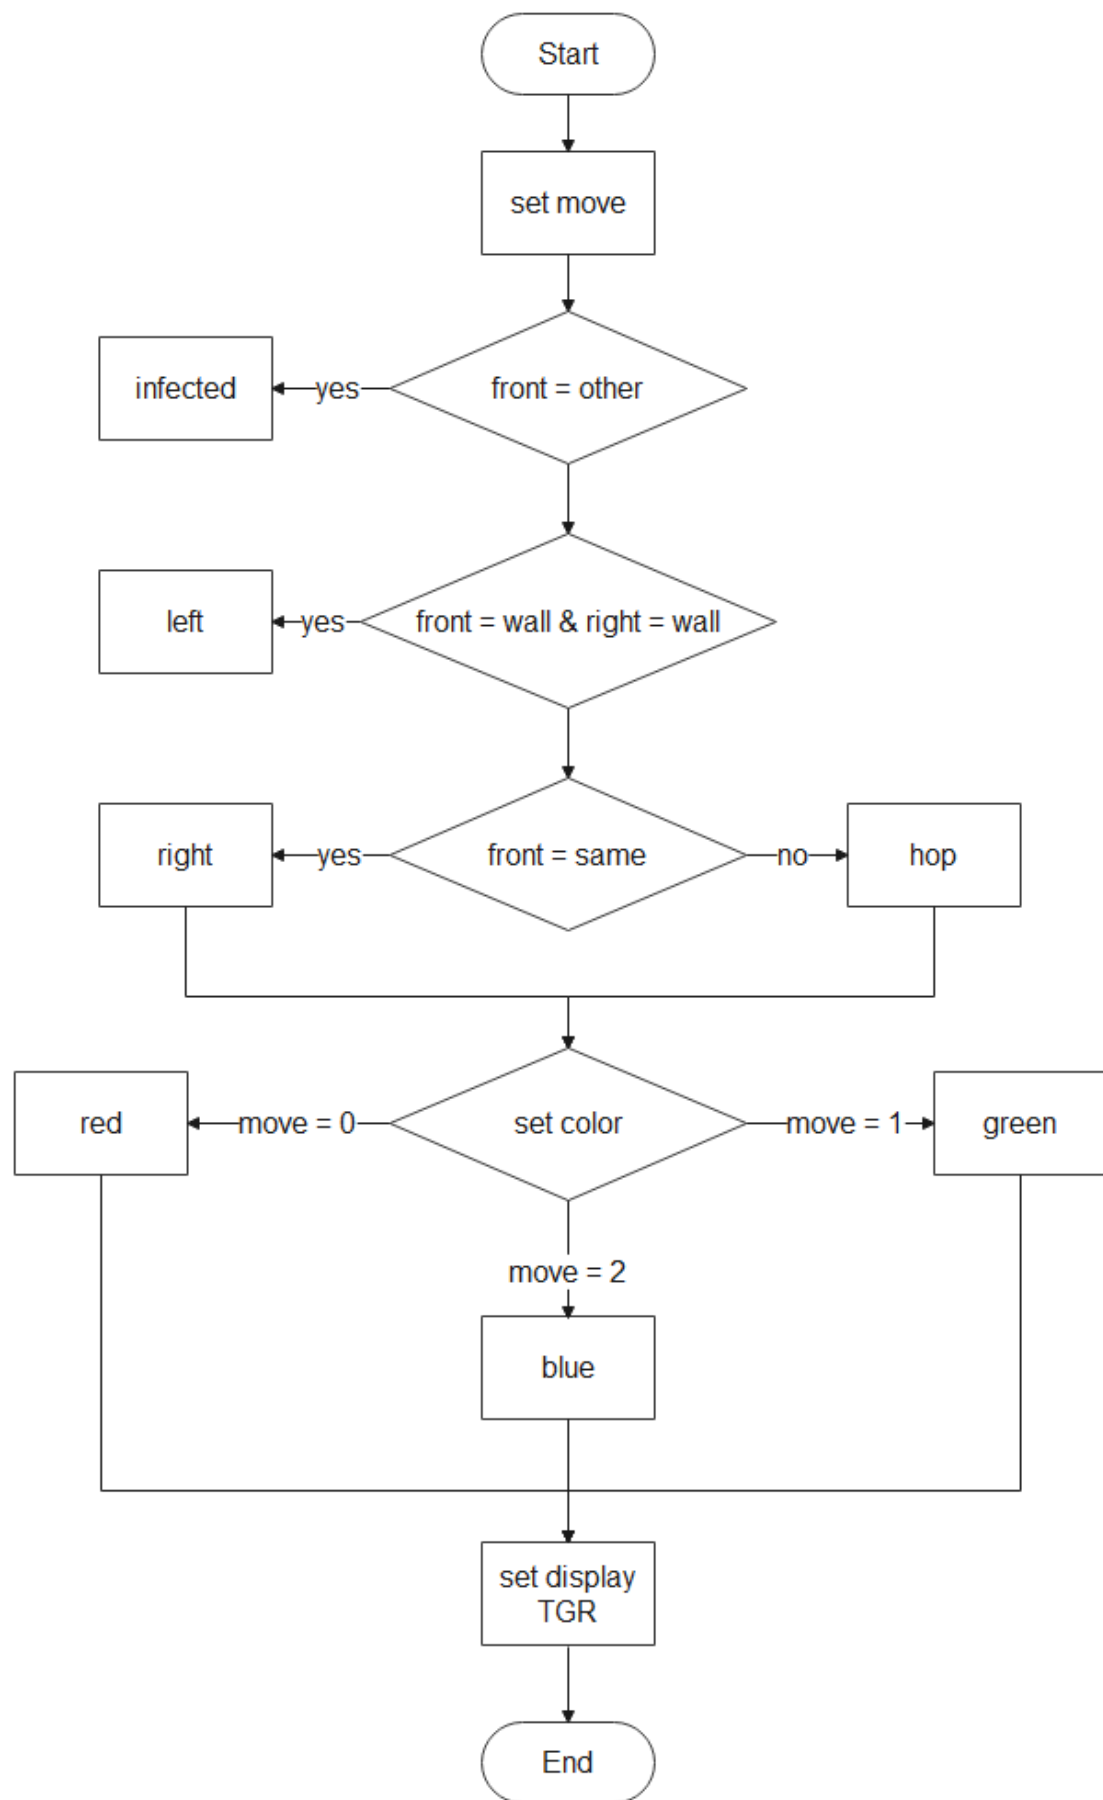 Start
set move
infected
yes
front = other
left
yes
front = wall & right = wall
right
yes
front = same
no
hop
red
move = 0
set color
move = 1
green
move = 2
blue
set display
TGR
End